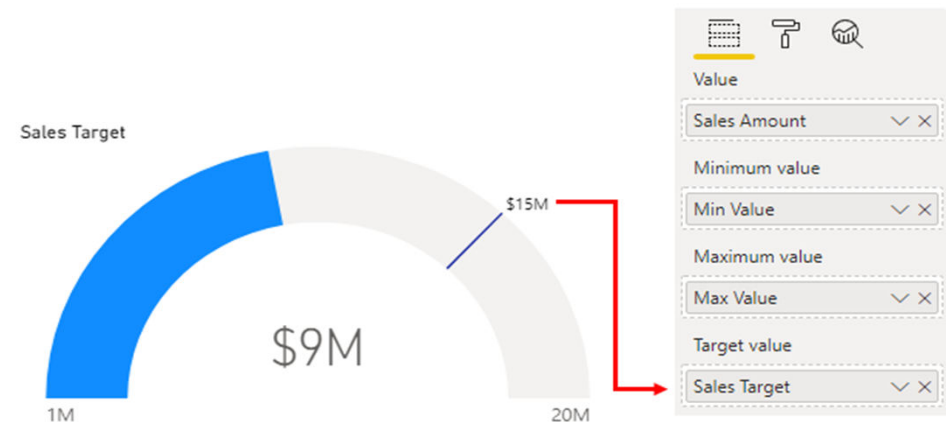 Sales Target
$15M
$9M
1M
20M
Value
Sales Amount
Minimum value
Min Value
Maximum value
Max Value
Target value
Sales Target